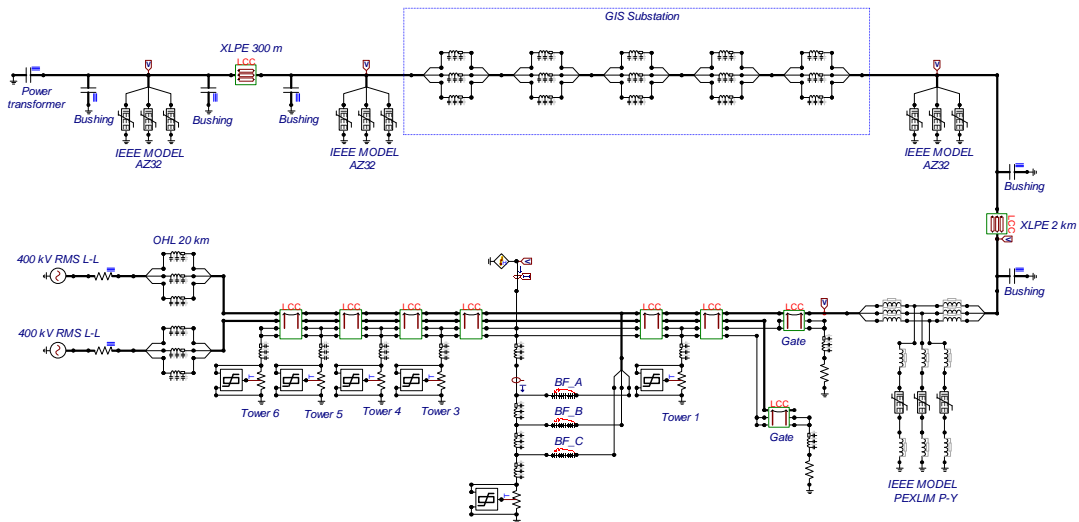 GIS Substation
XLPE 300 m
LCC
V
V
V
Power
transformer
Bushing
Bushing
Bushing
IEEE MODEL
AZ32
IEEE MODEL
AZ32
IEEE MODEL
AZ32
Bushing
LCC
XLPE 2 km
Bushing
OHL 20 km
400 kV RMS L-L
400 kV RMS L-L
LCC
LCC
LCC
LCC
LCC
LCC
LCC
V
Gate
Tower 6
Tower 5
Tower 4
Tower 3
BF_A
BF_B
BF_C
Tower 1
LCC
Gate
IEEE MODEL
PEXLIM P-Y